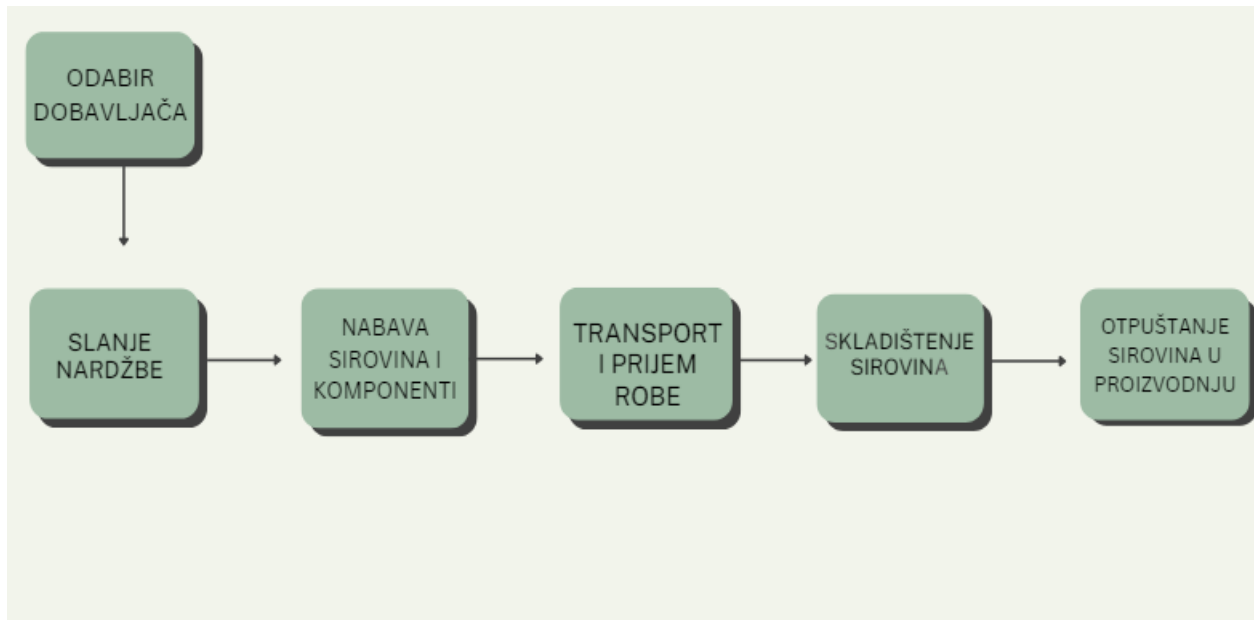 ODABIR
DOBAVLJAČA
SLANJE
NARDŽBE
NABAVA
SIROVINA I
KOMPONENTI
TRANSPORT
I PRIJEM
ROBE
SKLADIŠTENJE
SIROVINA
OTPUŠTANJE
SIROVINA U
PROIZVODNJU